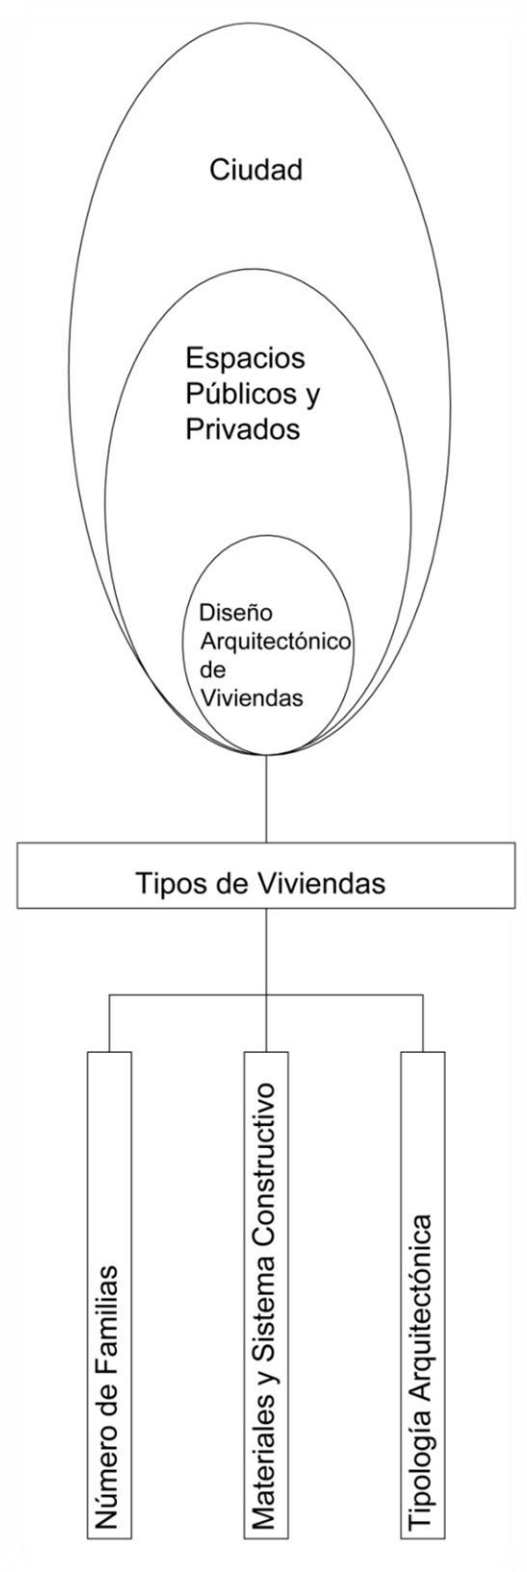 Ciudad
Espacios
Públicos y
Privados
Diseño
Arquitectónico
de
Viviendas
Tipos de Viviendas
Número de Familias
Materiales y Sistema Constructivo
Tipología Arquitectónica